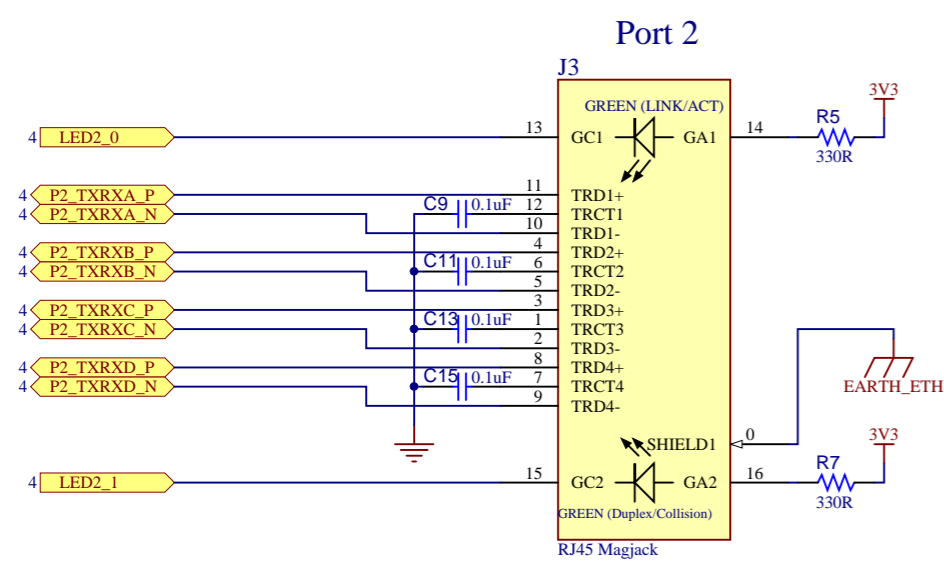 Port 2
J3
3V3
GREEN (LINK/ACT)
R5
4 LED2_0 13 GC1 GA1 14
330R
4 P2_TXRXA_P 11 TRD1+
C9 0.1uF 12 TRCT1
4 P2_TXRXA_N 10 TRD1-
4 P2_TXRXB_P 4 TRD2+
C11 0.1uF 6 TRCT2
4 P2_TXRXB_N 5 TRD2-
4 P2_TXRXC_P 3 TRD3+
C13 0.1uF 1 TRCT3
4 P2_TXRXC_N 2 TRD3-
4 P2_TXRXD_P 8 TRD4+
C15 0.1uF 7 TRCT4
4 P2_TXRXD_N 9 TRD4-
EARTH_ETH
SHIELD1 0
3V3
R7
4 LED2_1 15 GC2 GA2 16
330R
GREEN (Duplex/Collision)
RJ45 Magjack